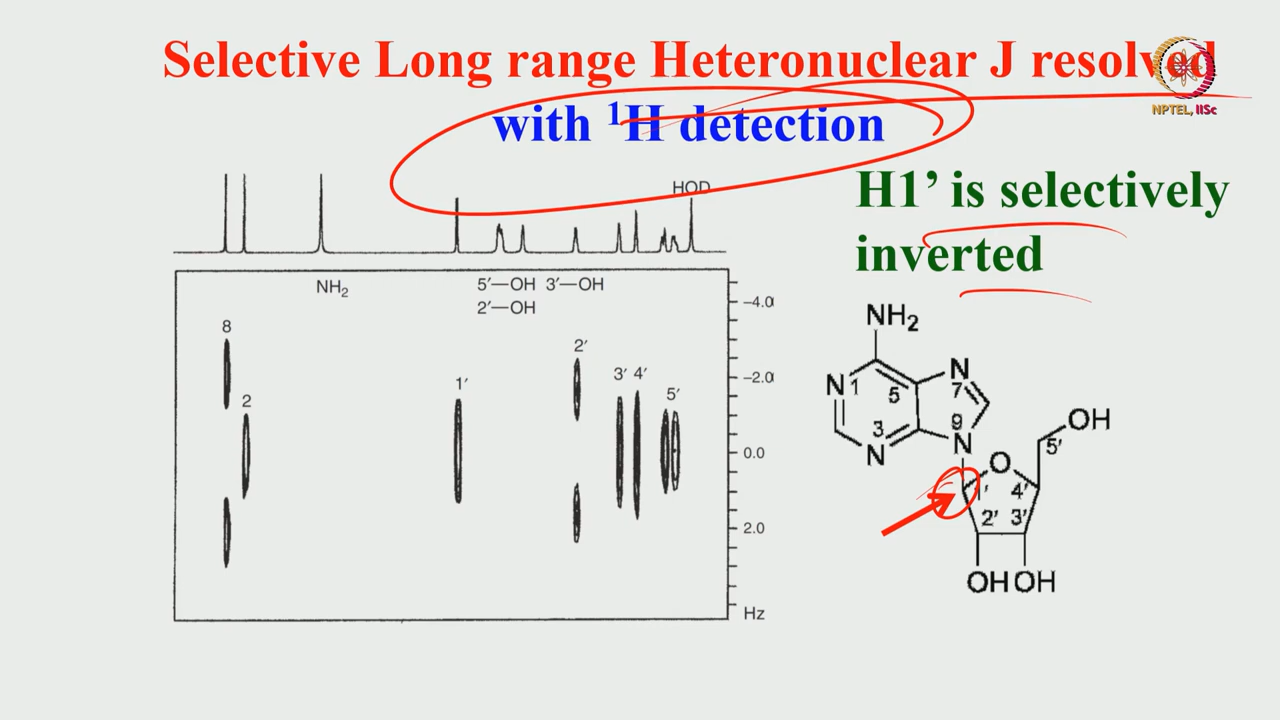 Selective Long range Heteronuclear J resolved
with ¹H detection
NPTEL, IISc
HOD
H1’ is selectively
inverted
NH₂
5′—OH 3′—OH
2′—OH
8
2
1′
2′
3′ 4′
5′
–4.0
–2.0
0.0
2.0
Hz
NH₂
N 1
5
N
7
3
N
9
N
O
OH
5′
′
4′
2′ 3′
OH OH